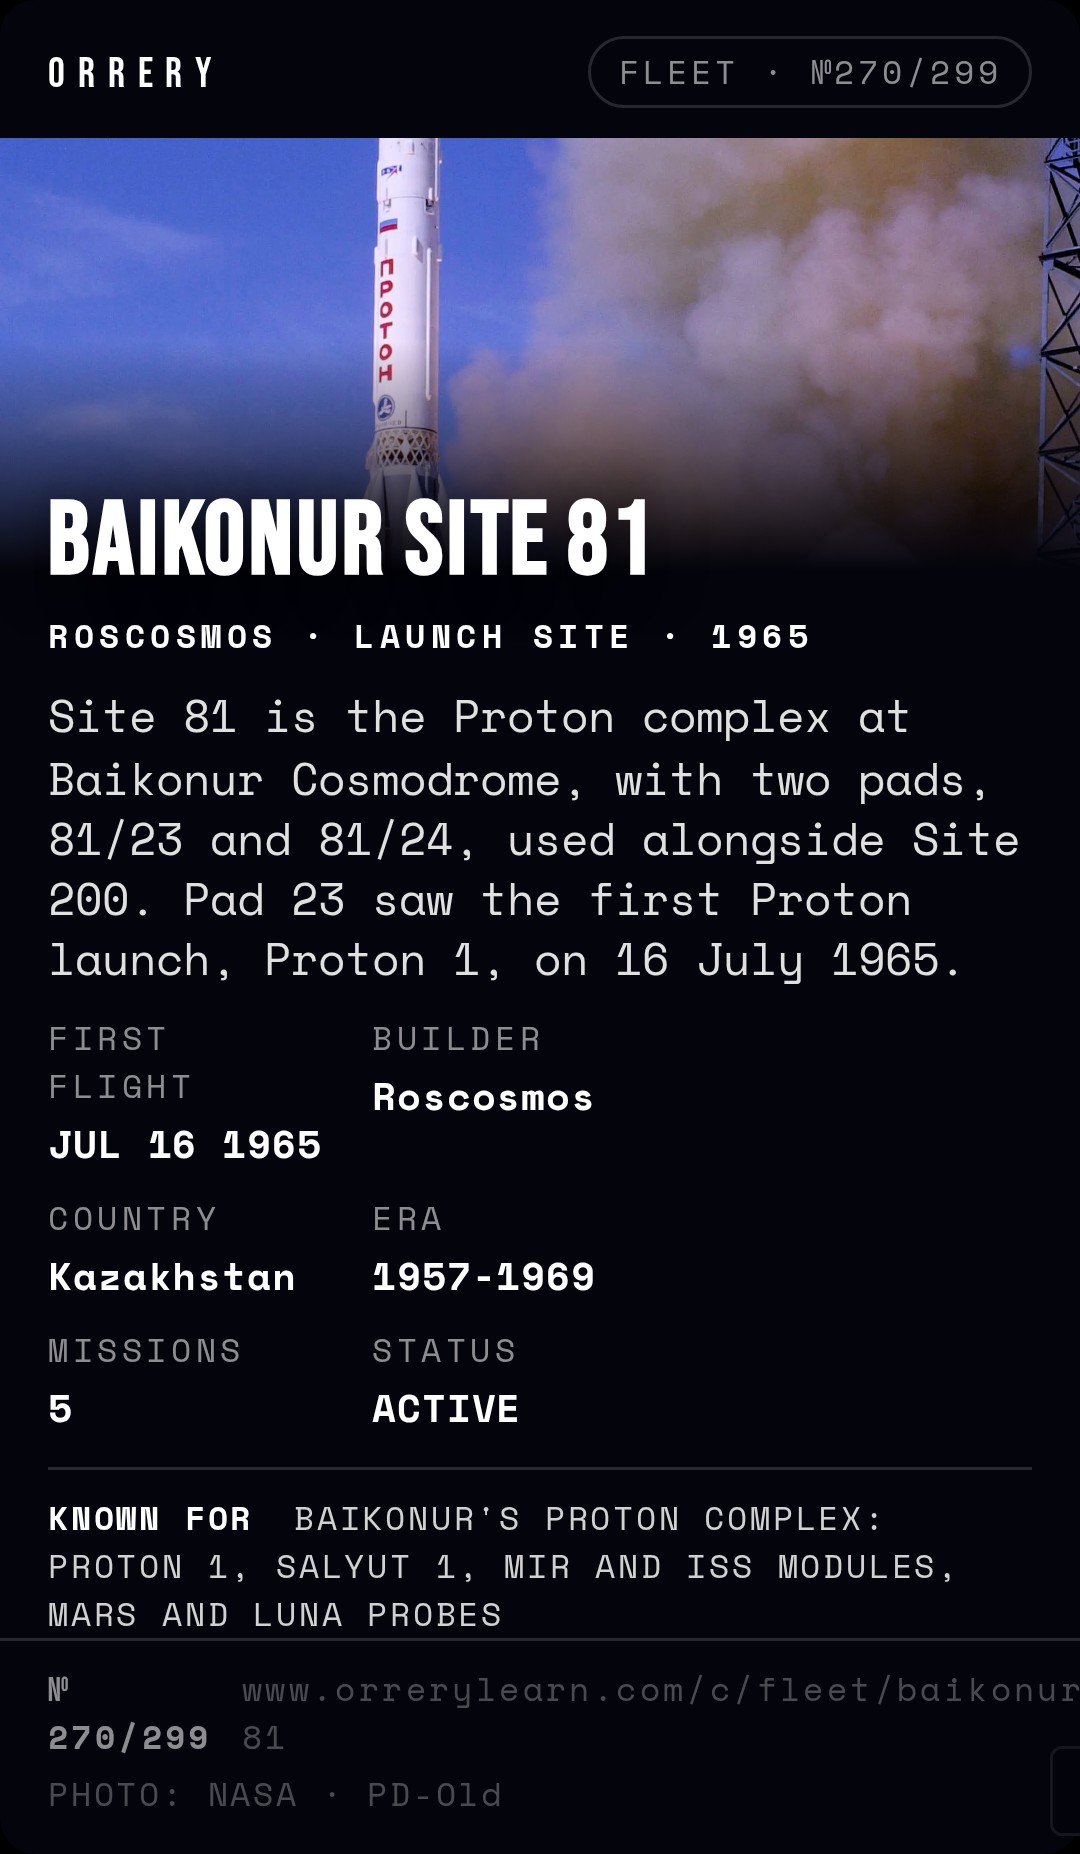 ORRERY
FLEET · №270/299
ПРОТОН
BAIKONUR SITE 81
ROSCOSMOS · LAUNCH SITE · 1965
Site 81 is the Proton complex at
Baikonur Cosmodrome, with two pads,
81/23 and 81/24, used alongside Site
200. Pad 23 saw the first Proton
launch, Proton 1, on 16 July 1965.
FIRST
FLIGHT
JUL 16 1965
BUILDER
Roscosmos
COUNTRY
Kazakhstan
ERA
1957-1969
MISSIONS
5
STATUS
ACTIVE
KNOWN FOR BAIKONUR'S PROTON COMPLEX:
PROTON 1, SALYUT 1, MIR AND ISS MODULES,
MARS AND LUNA PROBES
№
270/299
www.orrerylearn.com/c/fleet/baikonur
81
PHOTO: NASA · PD-Old